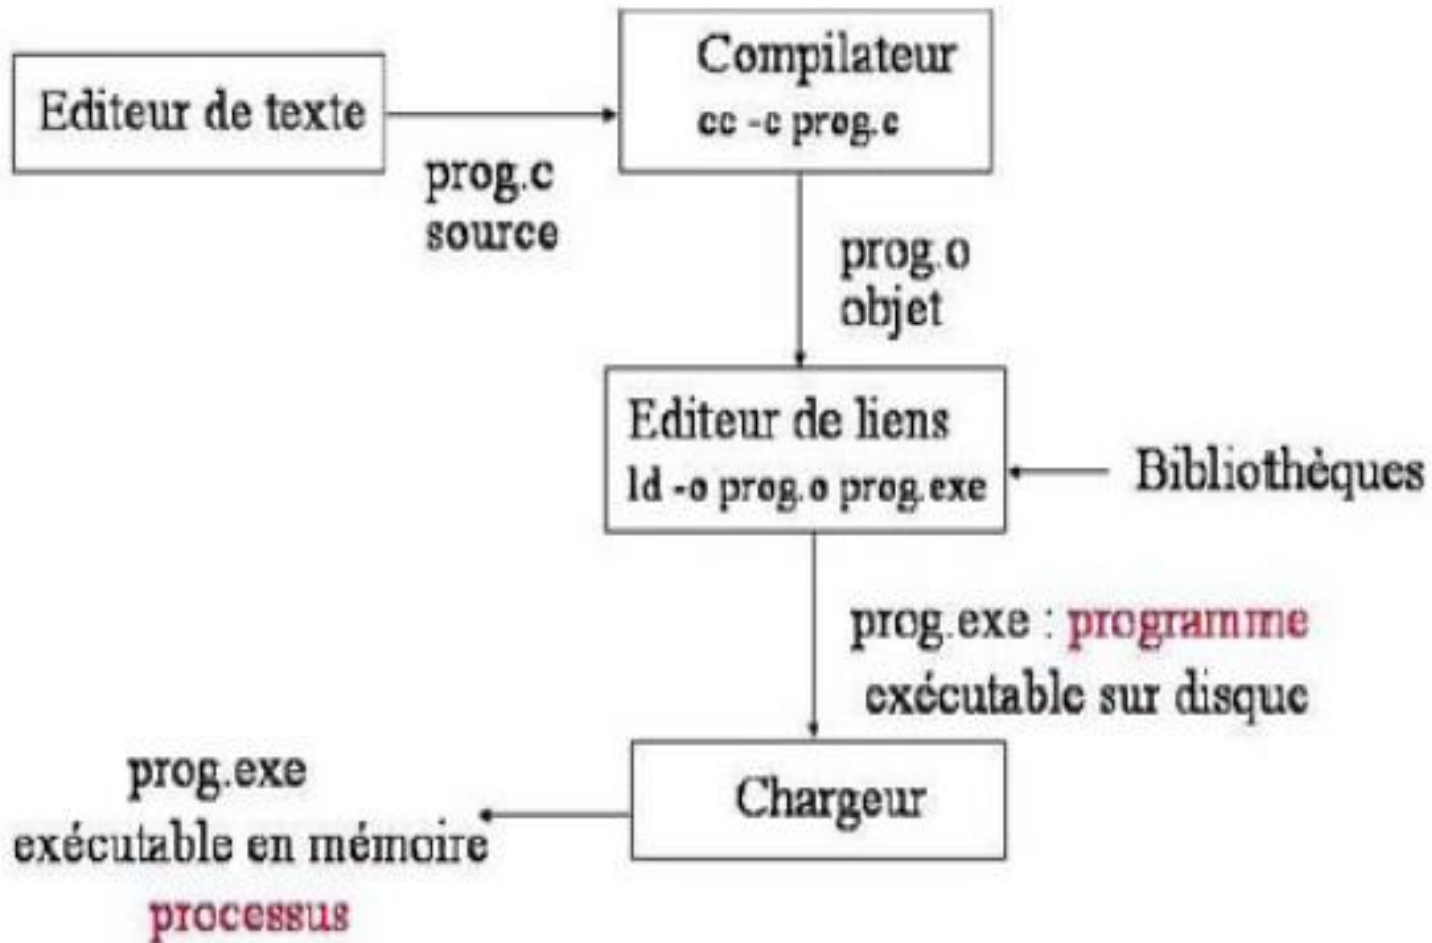 Editeur de texte
prog.c
source
Compilateur
cc -c prog.c
prog.o
objet
Editeur de liens
ld -o prog.o prog.exe
Bibliothèques
prog.exe : programme
exécutable sur disque
Chargeur
prog.exe
exécutable en mémoire
processus